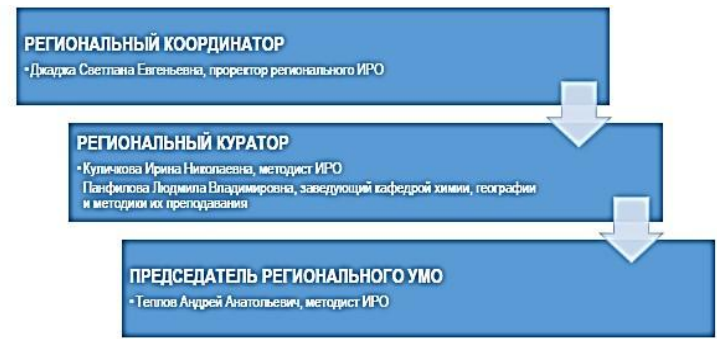 РЕГИОНАЛЬНЫЙ КООРДИНАТОР
•Джаджа Светлана Евгеньевна, проректор регионального ИРО
РЕГИОНАЛЬНЫЙ КУРАТОР
•Куличкова Ирина Николаевна, методист ИРО
Панфилова Людмила Владимировна, заведующий кафедрой химии, географии
и методики их преподавания
ПРЕДСЕДАТЕЛЬ РЕГИОНАЛЬНОГО УМО
•Теплов Андрей Анатольевич, методист ИРО